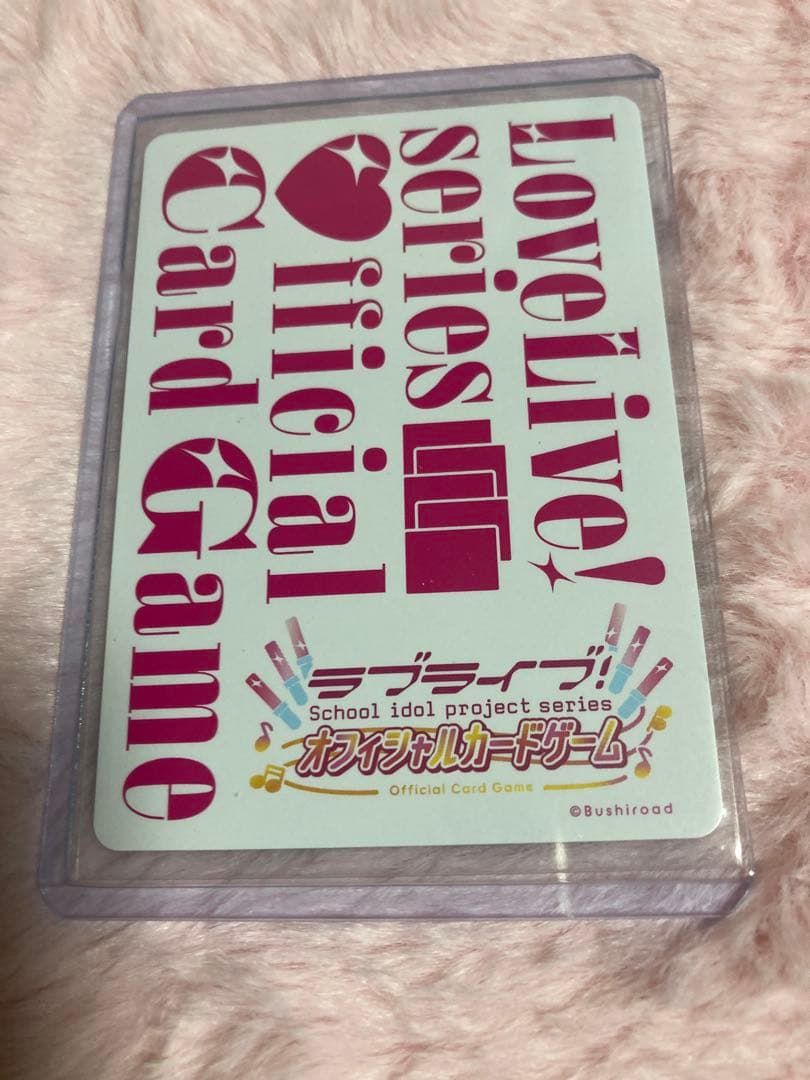 LoveLive!
series
♥fficial
Card Game
ラブライブ!
School idol project series
オフィシャルカードゲーム
Official Card Game
©Bushiroad